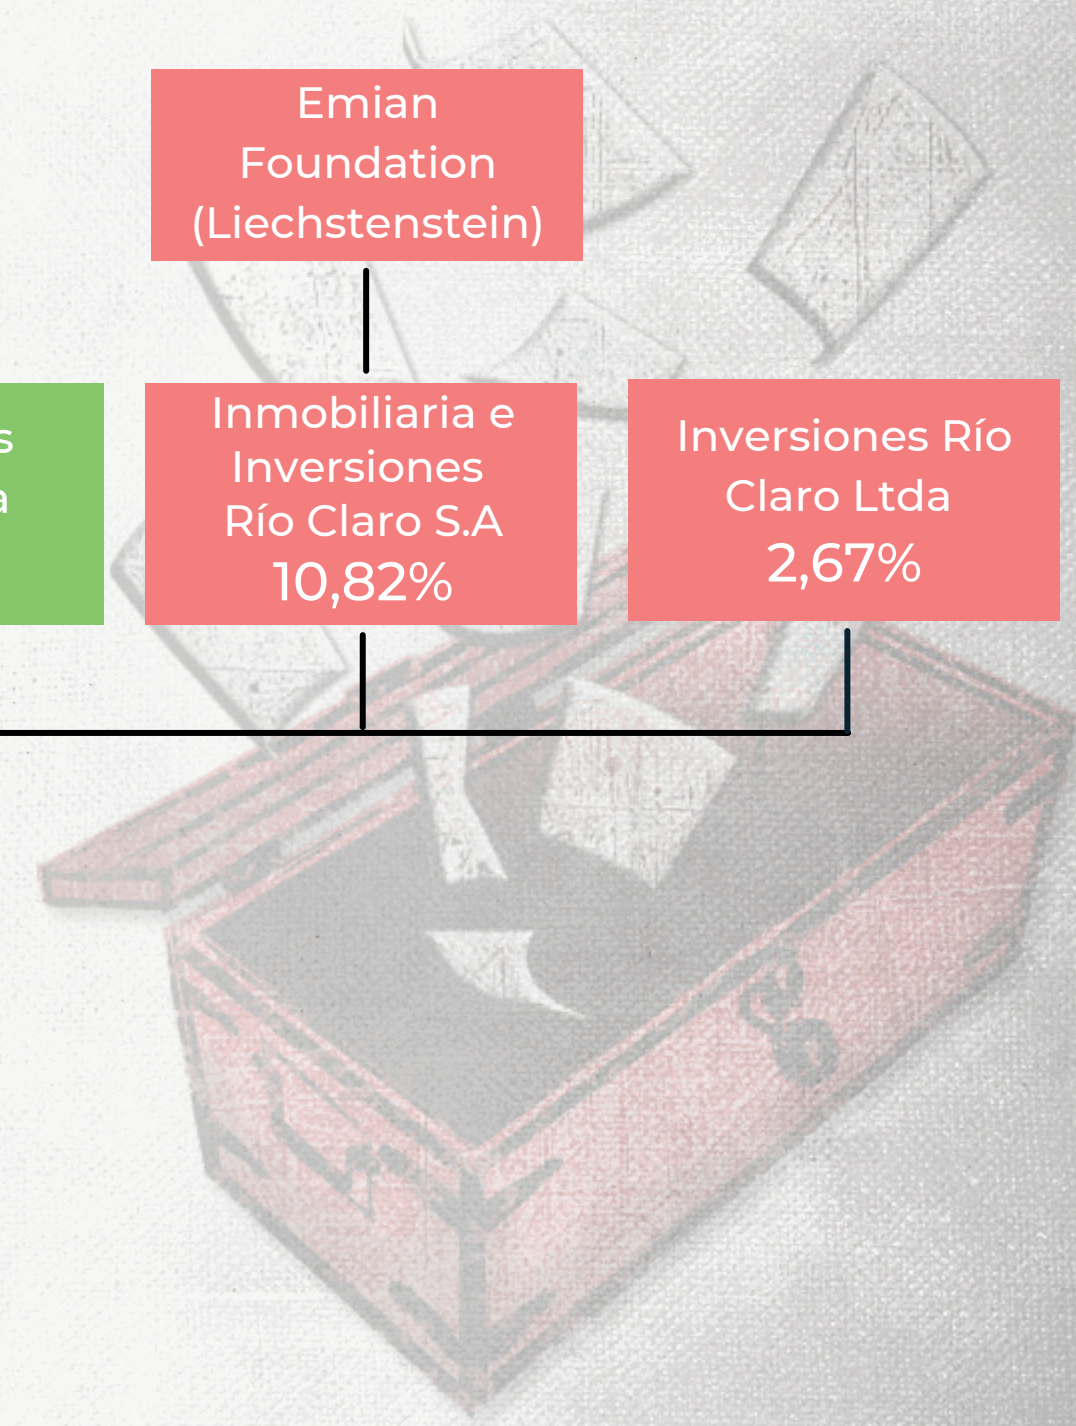 Emian
Foundation
(Liechstenstein)
s
a
Inmobiliaria e
Inversiones
Río Claro S.A
10,82%
Inversiones Río
Claro Ltda
2,67%